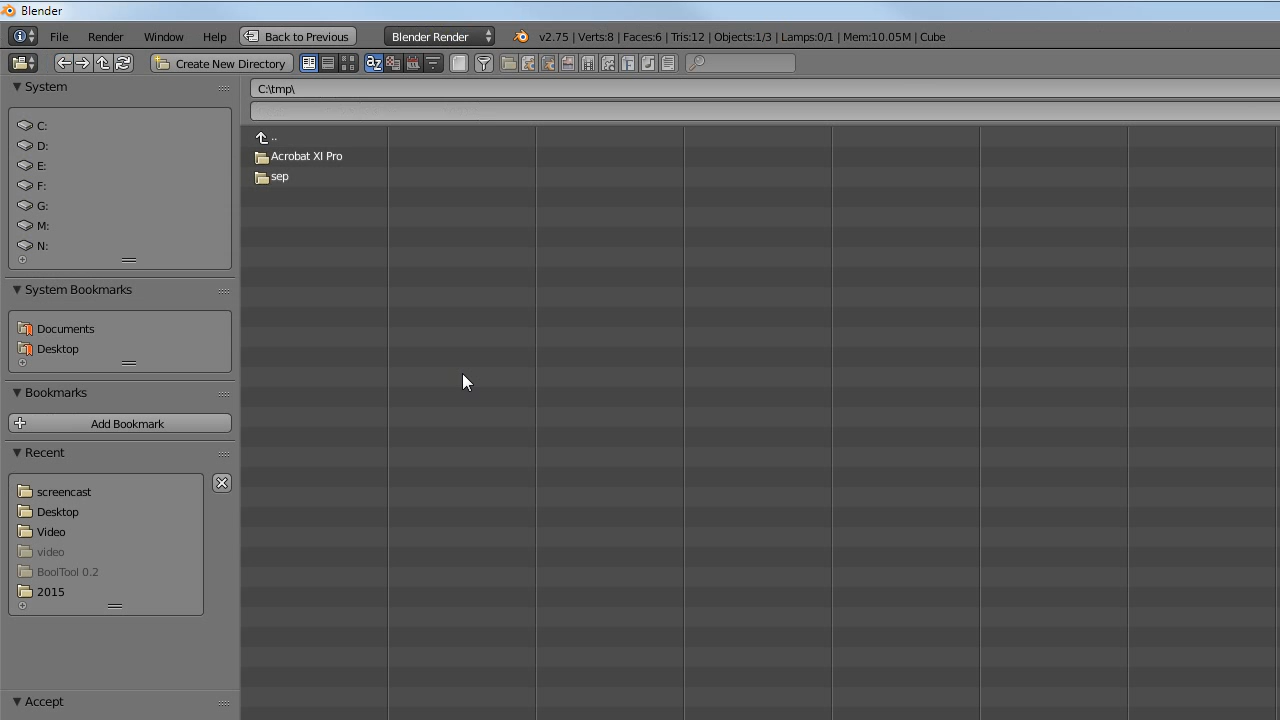 Blender
File Render Window Help Back to Previous Blender Render v2.75 | Verts:8 | Faces:6 | Tris:12 | Objects:1/3 | Lamps:0/1 | Mem:10.05M | Cube
Create New Directory
System
C:\tmp\
C:
D:
E:
F:
G:
M:
N:
..
Acrobat XI Pro
sep
System Bookmarks
Documents
Desktop
Bookmarks
Add Bookmark
Recent
screencast
Desktop
Video
video
BoolTool 0.2
2015
Accept